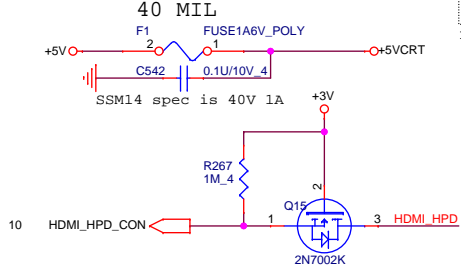 40 MIL
F1 FUSE1A6V_POLY
+5V 2 1 +5VCRT
C542 0.1U/10V_4
SSM14 spec is 40V 1A
+3V
R267
1M_4
Q15 2
10 HDMI_HPD_CON 1 3 HDMI_HPD
2N7002K